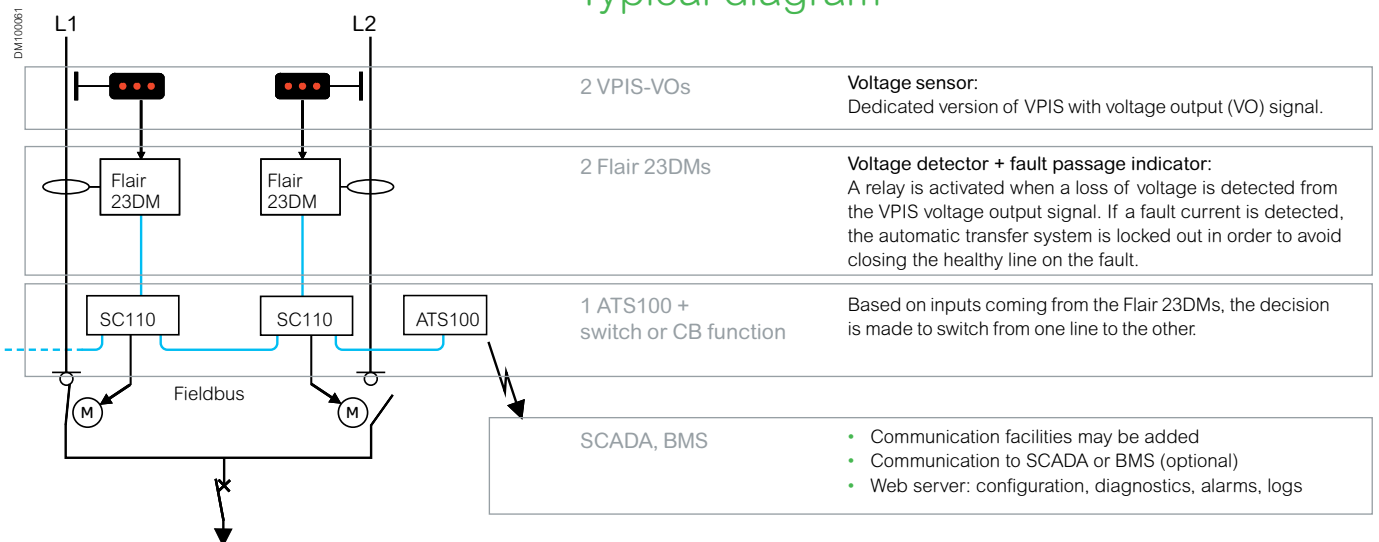 Typical diagram
DM100061
L1
L2
2 VPIS-VOs
Voltage sensor:
Dedicated version of VPIS with voltage output (VO) signal.
Flair
23DM
Flair
23DM
2 Flair 23DMs
Voltage detector + fault passage indicator:
A relay is activated when a loss of voltage is detected from
the VPIS voltage output signal. If a fault current is detected,
the automatic transfer system is locked out in order to avoid
closing the healthy line on the fault.
SC110
SC110
ATS100
1 ATS100 +
switch or CB function
Based on inputs coming from the Flair 23DMs, the decision
is made to switch from one line to the other.
Fieldbus
M
M
SCADA, BMS
• Communication facilities may be added
• Communication to SCADA or BMS (optional)
• Web server: configuration, diagnostics, alarms, logs